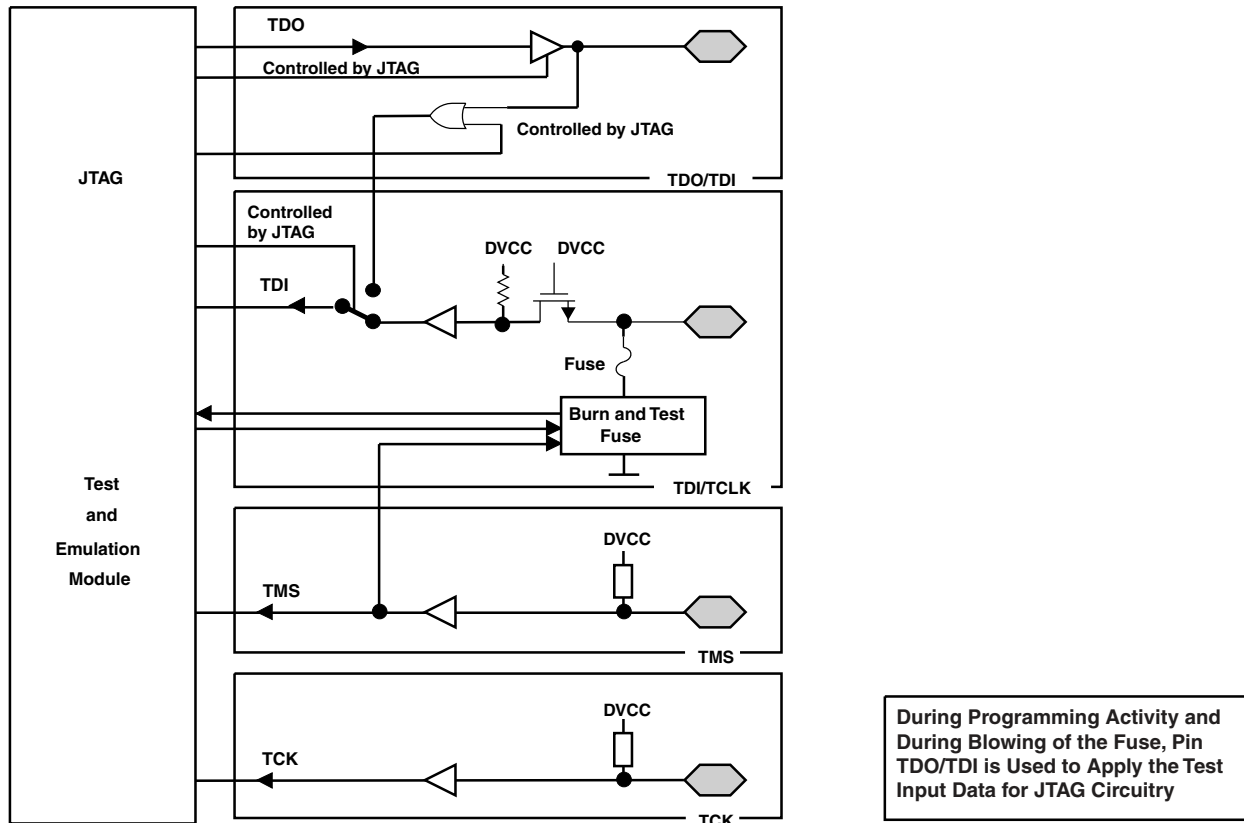 TDO
Controlled by JTAG
Controlled by JTAG
TDO/TDI
JTAG
Controlled
by JTAG
DVCC
DVCC
TDI
Fuse
Burn and Test
Fuse
TDI/TCLK
Test
and
Emulation
Module
DVCC
TMS
TMS
DVCC
TCK
TCK
During Programming Activity and
During Blowing of the Fuse, Pin
TDO/TDI is Used to Apply the Test
Input Data for JTAG Circuitry